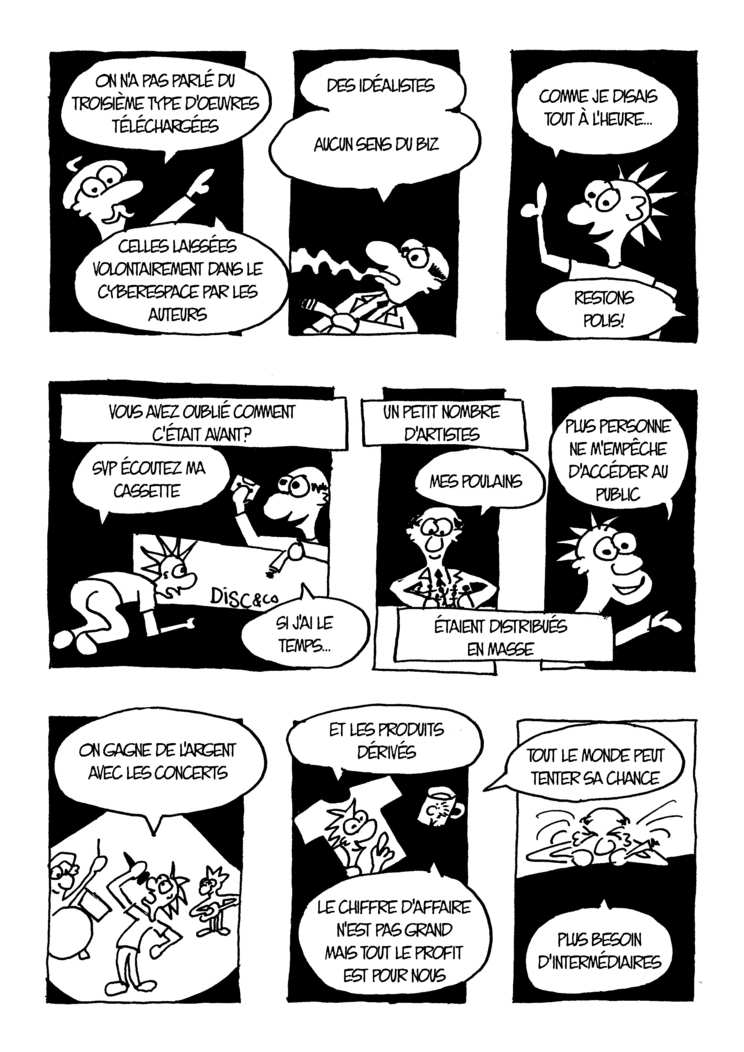 ON N'A PAS PARLÉ DU
TROISIÈME TYPE D'OEUVRES
TÉLÉCHARGÉES
CELLES LAISSÉES
VOLONTAIREMENT DANS LE
CYBERESPACE PAR LES
AUTEURS
DES IDÉALISTES
AUCUN SENS DU BIZ
COMME JE DISAIS
TOUT À L'HEURE...
RESTONS
POLIS!
VOUS AVEZ OUBLIÉ COMMENT
C'ÉTAIT AVANT?
SVP ÉCOUTEZ MA
CASSETTE
DISC&CO
SI J'AI LE
TEMPS...
UN PETIT NOMBRE
D'ARTISTES
MES POULAINS
ÉTAIENT DISTRIBUÉS
EN MASSE
PLUS PERSONNE
NE M'EMPÊCHE
D'ACCÉDER AU
PUBLIC
ON GAGNE DE L'ARGENT
AVEC LES CONCERTS
ET LES PRODUITS
DÉRIVÉS
LE CHIFFRE D'AFFAIRE
N'EST PAS GRAND
MAIS TOUT LE PROFIT
EST POUR NOUS
TOUT LE MONDE PEUT
TENTER SA CHANCE
PLUS BESOIN
D'INTERMÉDIAIRES